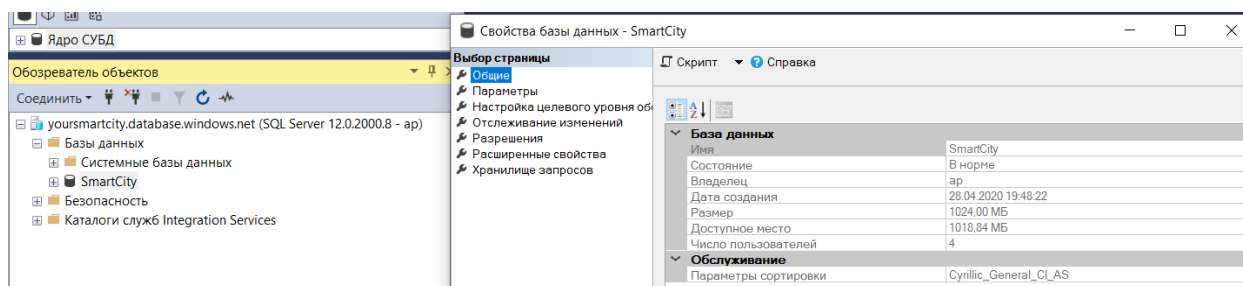 Ядро СУБД
Обозреватель объектов
Соединить
yoursmartcity.database.windows.net (SQL Server 12.0.2000.8 - ap)
Базы данных
Системные базы данных
SmartCity
Безопасность
Каталоги служб Integration Services
Свойства базы данных - SmartCity
Выбор страницы
Общие
Параметры
Настройка целевого уровня об
Отслеживание изменений
Разрешения
Расширенные свойства
Хранилище запросов
Скрипт Справка
База данных
Имя SmartCity
Состояние В норме
Владелец ap
Дата создания 28.04.2020 19:48:22
Размер 1024,00 МБ
Доступное место 1018,84 МБ
Число пользователей 4
Обслуживание
Параметры сортировки Cyrillic_General_CI_AS